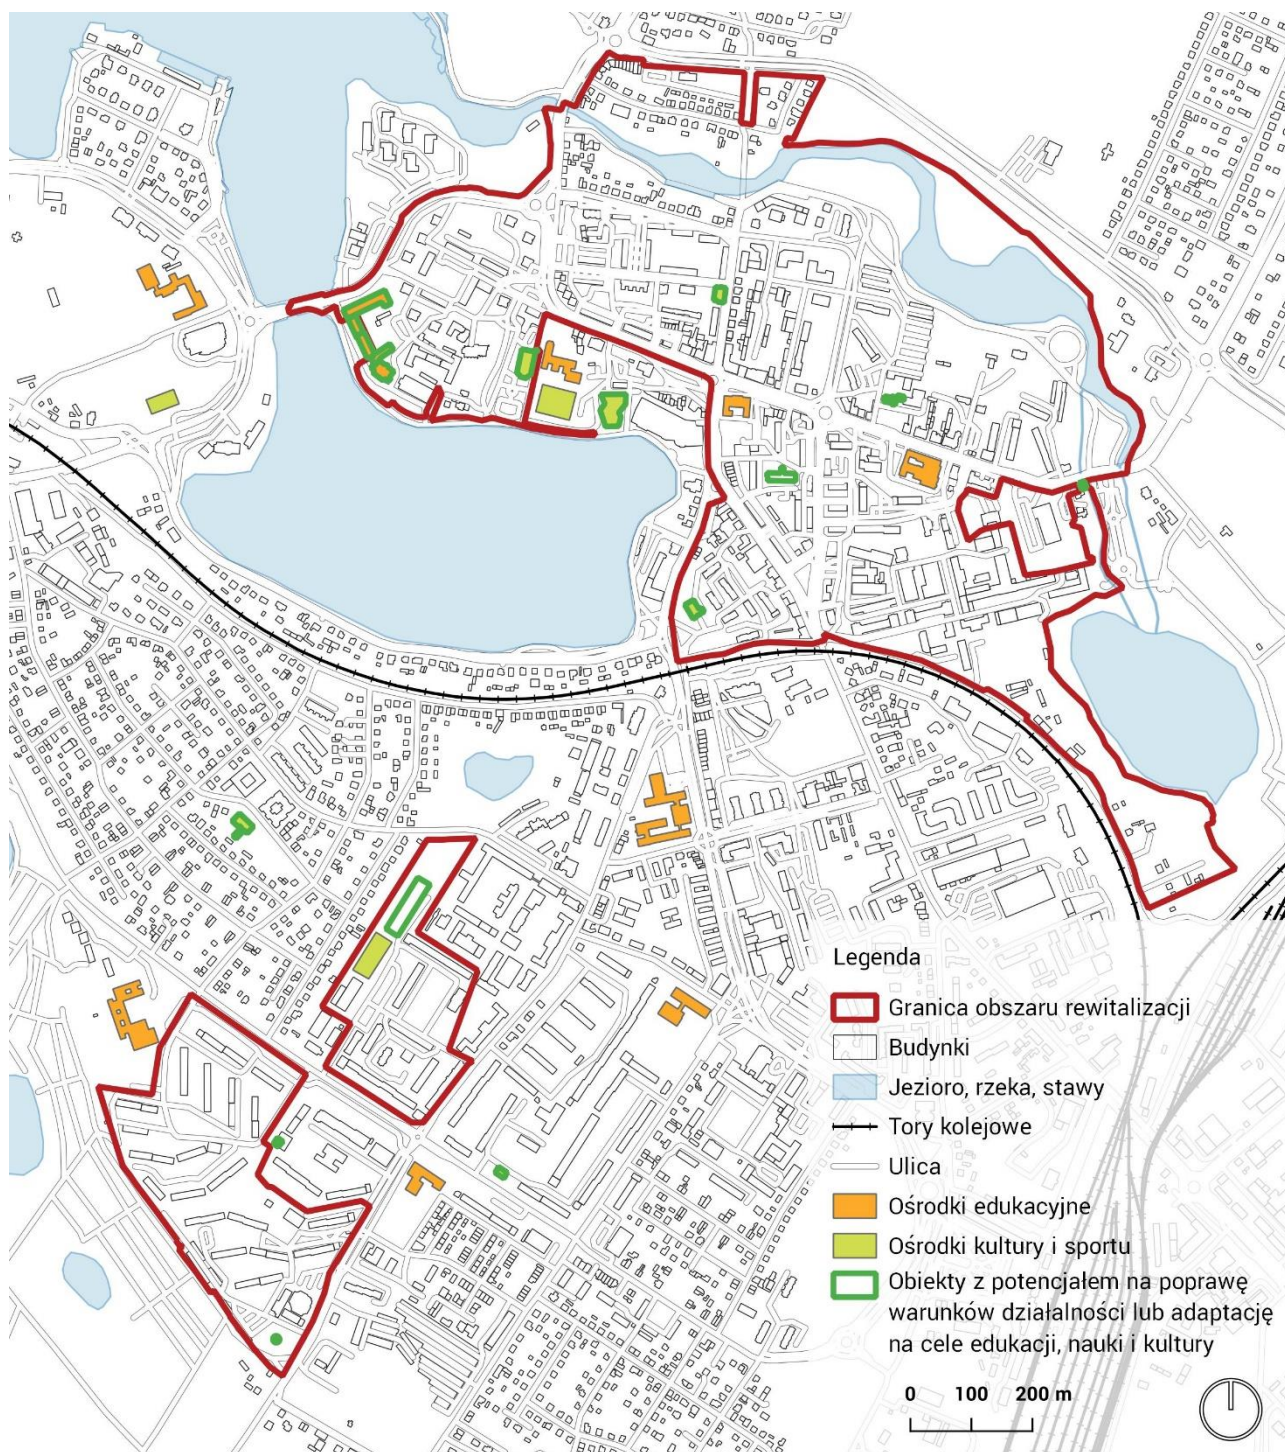 Legenda
Granica obszaru rewitalizacji
Budynki
Jezioro, rzeka, stawy
Tory kolejowe
Ulica
Ośrodki edukacyjne
Ośrodki kultury i sportu
Obiekty z potencjałem na poprawę
warunków działalności lub adaptację
na cele edukacji, nauki i kultury
0 100 200 m